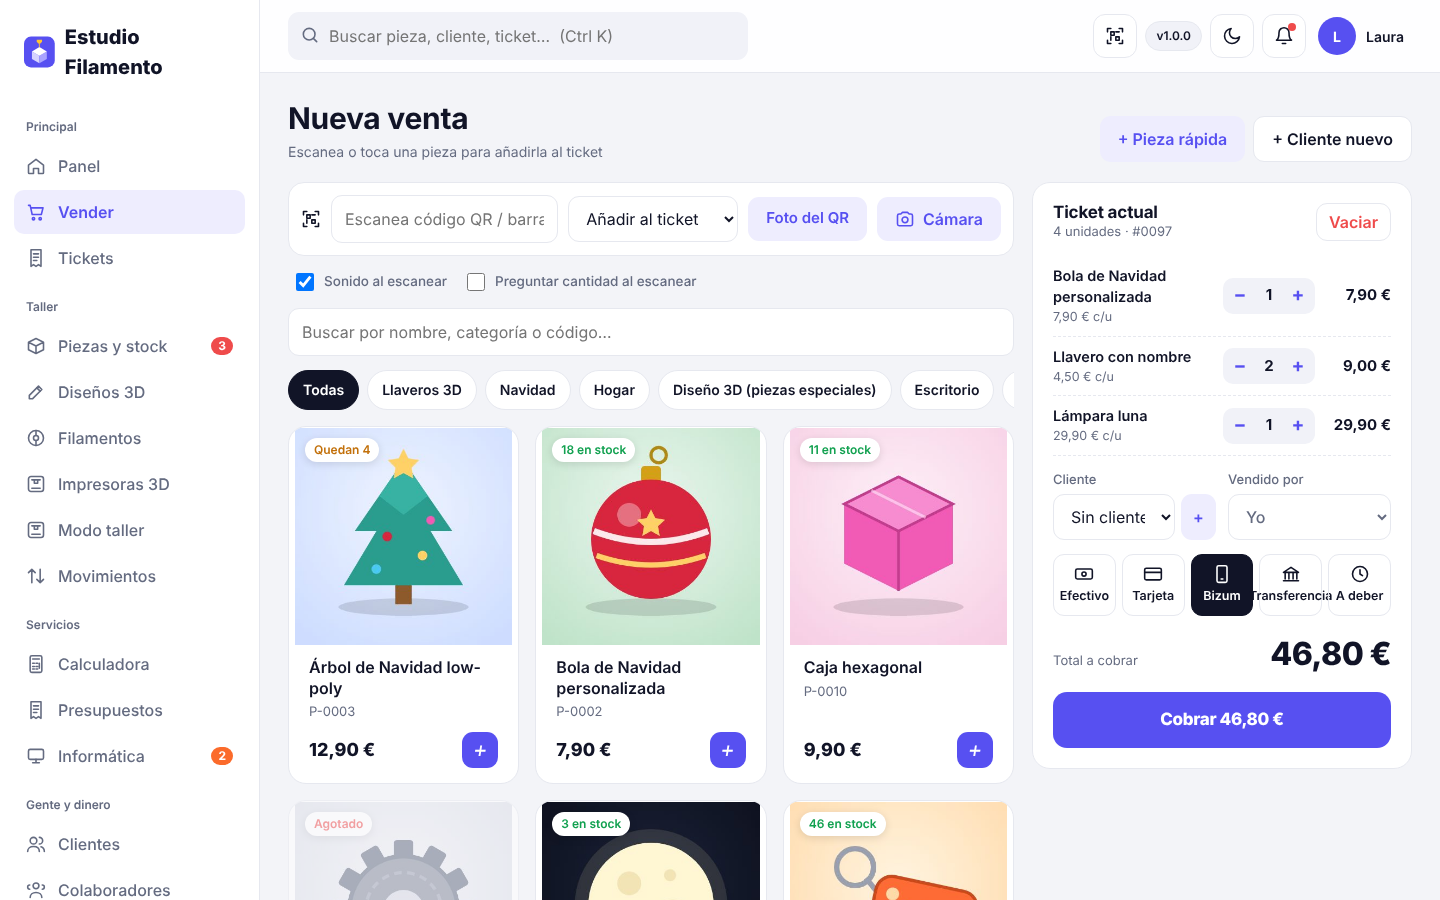 Estudio
Filamento
Buscar pieza, cliente, ticket... (Ctrl K)
v1.0.0
L
Laura
Principal
Panel
Vender
Tickets
Taller
Piezas y stock
3
Diseños 3D
Filamentos
Impresoras 3D
Modo taller
Movimientos
Servicios
Calculadora
Presupuestos
Informática
2
Gente y dinero
Clientes
Colaboradores
Nueva venta
Escanea o toca una pieza para añadirla al ticket
+ Pieza rápida
+ Cliente nuevo
Escanea código QR / barra
Añadir al ticket
Foto del QR
Cámara
Sonido al escanear
Preguntar cantidad al escanear
Buscar por nombre, categoría o código...
Todas
Llaveros 3D
Navidad
Hogar
Diseño 3D (piezas especiales)
Escritorio
Quedan 4
Árbol de Navidad low-
poly
P-0003
12,90 €
+
18 en stock
Bola de Navidad
personalizada
P-0002
7,90 €
+
11 en stock
Caja hexagonal
P-0010
9,90 €
+
Agotado
3 en stock
46 en stock
Ticket actual
4 unidades · #0097
Vaciar
Bola de Navidad
personalizada
7,90 € c/u
− 1 +
7,90 €
Llavero con nombre
4,50 € c/u
− 2 +
9,00 €
Lámpara luna
29,90 € c/u
− 1 +
29,90 €
Cliente
Sin cliente
+
Vendido por
Yo
Efectivo
Tarjeta
Bizum
Transferencia
A deber
Total a cobrar
46,80 €
Cobrar 46,80 €